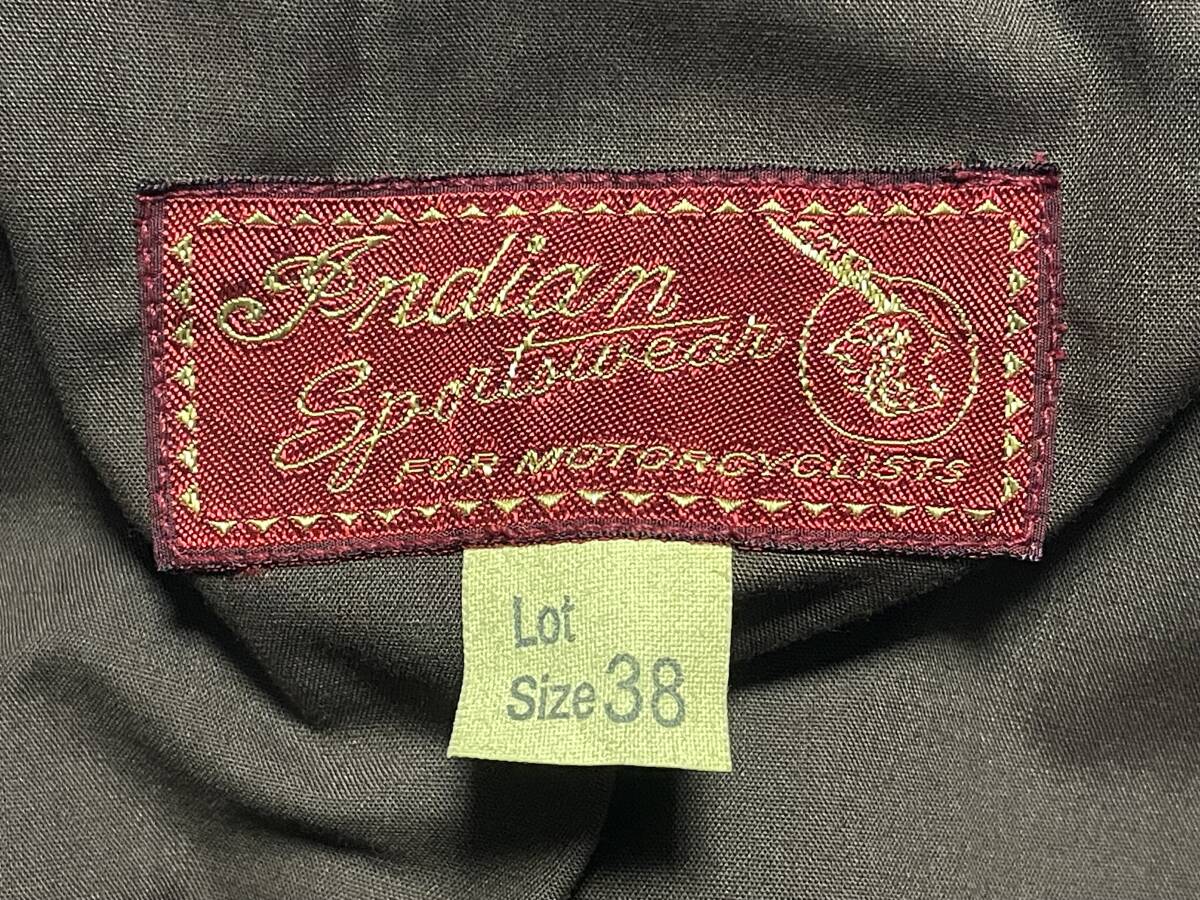 Indian
Sportswear
FOR MOTORCYCLISTS
Lot
Size 38